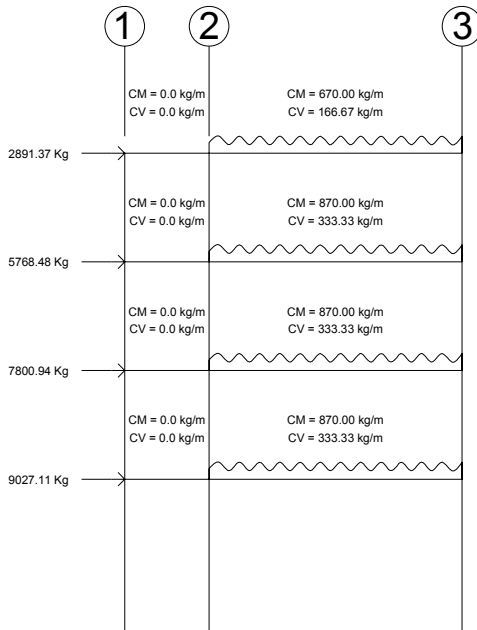 1 2 3
CM = 0.0 kg/m CM = 670.00 kg/m
CV = 0.0 kg/m CV = 166.67 kg/m
2891.37 Kg
CM = 0.0 kg/m CM = 870.00 kg/m
CV = 0.0 kg/m CV = 333.33 kg/m
5768.48 Kg
CM = 0.0 kg/m CM = 870.00 kg/m
CV = 0.0 kg/m CV = 333.33 kg/m
7800.94 Kg
CM = 0.0 kg/m CM = 870.00 kg/m
CV = 0.0 kg/m CV = 333.33 kg/m
9027.11 Kg